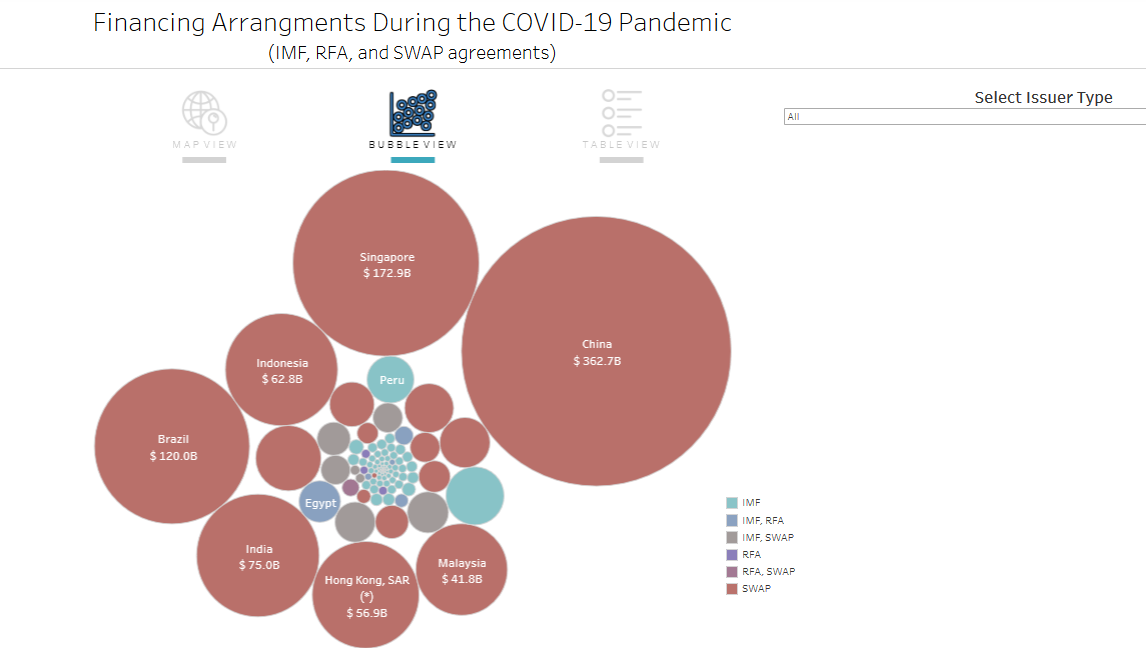 Financing Arrangments During the COVID-19 Pandemic
(IMF, RFA, and SWAP agreements)
Select Issuer Type
All
MAP VIEW
BUBBLE VIEW
TABLE VIEW
Singapore
$ 172.9B
China
$ 362.7B
Indonesia
$ 62.8B
Peru
Brazil
$ 120.0B
Egypt
India
$ 75.0B
Hong Kong, SAR
(*)
$ 56.9B
Malaysia
$ 41.8B
IMF
IMF, RFA
IMF, SWAP
RFA
RFA, SWAP
SWAP